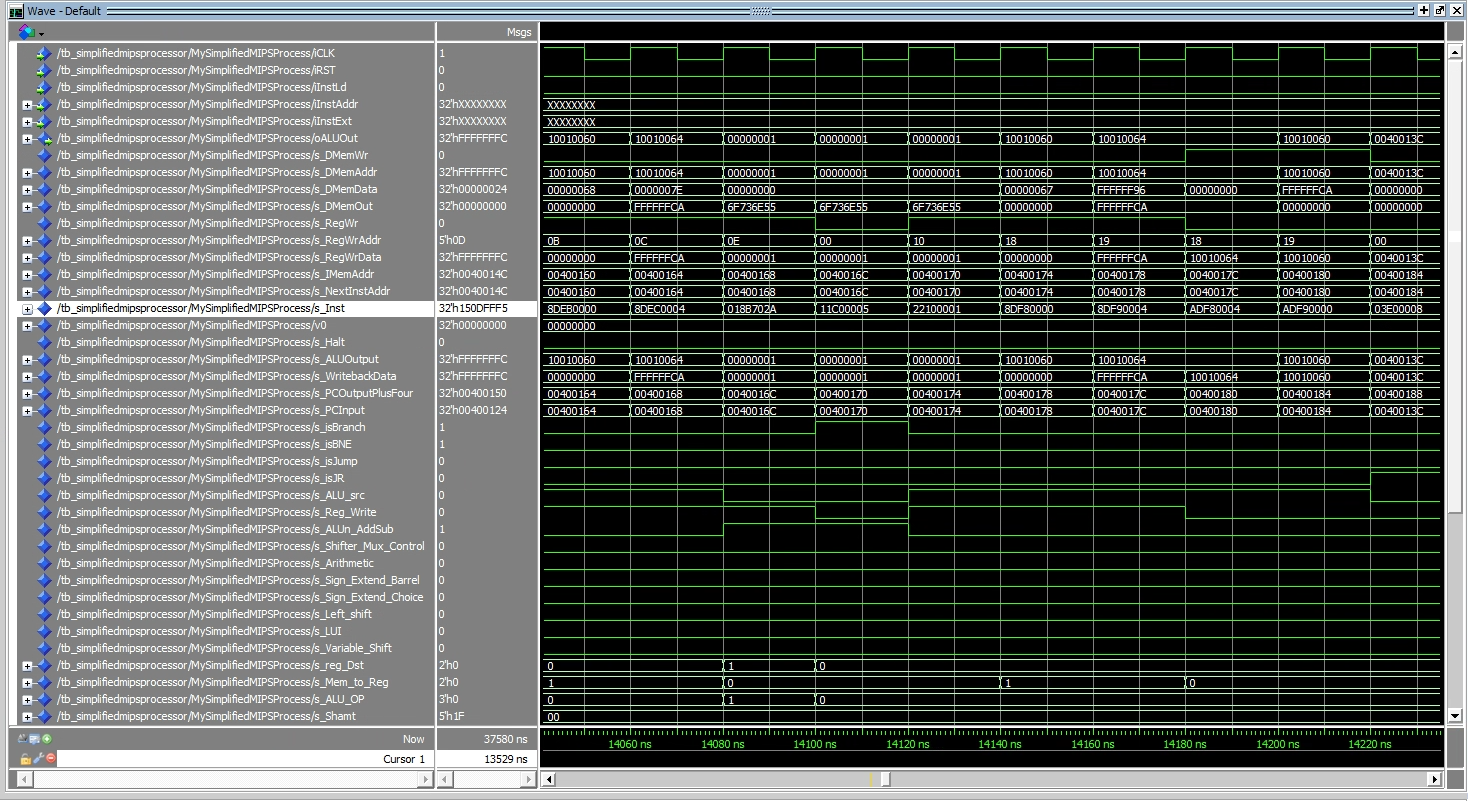 Wave - Default
Msgs
/tb_simplifiedmipsprocessor/MySimplifiedMIPSProcess/iCLK 1
/tb_simplifiedmipsprocessor/MySimplifiedMIPSProcess/iRST 0
/tb_simplifiedmipsprocessor/MySimplifiedMIPSProcess/iInstLd 0
/tb_simplifiedmipsprocessor/MySimplifiedMIPSProcess/iInstAddr 32'hXXXXXXXX XXXXXXXX
/tb_simplifiedmipsprocessor/MySimplifiedMIPSProcess/iInstExt 32'hXXXXXXXX XXXXXXXX
/tb_simplifiedmipsprocessor/MySimplifiedMIPSProcess/oALUOut 32'hFFFFFFFC 10010060 10010064 00000001 00000001 00000001 10010060 10010064 10010060 0040013C
/tb_simplifiedmipsprocessor/MySimplifiedMIPSProcess/s_DMemWr 0
/tb_simplifiedmipsprocessor/MySimplifiedMIPSProcess/s_DMemAddr 32'hFFFFFFFC 10010060 10010064 00000001 00000001 00000001 10010060 10010064 10010060 0040013C
/tb_simplifiedmipsprocessor/MySimplifiedMIPSProcess/s_DMemData 32'h00000024 00000068 0000007E 00000000 00000067 FFFFFF96 00000000 FFFFFFCA 00000000
/tb_simplifiedmipsprocessor/MySimplifiedMIPSProcess/s_DMemOut 32'h00000000 00000000 FFFFFFCA 6F736E55 6F736E55 6F736E55 00000000 FFFFFFCA 00000000 00000000
/tb_simplifiedmipsprocessor/MySimplifiedMIPSProcess/s_RegWr 0
/tb_simplifiedmipsprocessor/MySimplifiedMIPSProcess/s_RegWrAddr 5'h0D 0B 0C 0E 00 10 18 19 18 19 00
/tb_simplifiedmipsprocessor/MySimplifiedMIPSProcess/s_RegWrData 32'hFFFFFFFC 00000000 FFFFFFCA 00000001 00000001 00000001 00000000 FFFFFFCA 10010064 10010060 0040013C
/tb_simplifiedmipsprocessor/MySimplifiedMIPSProcess/s_IMemAddr 32'h0040014C 00400160 00400164 00400168 0040016C 00400170 00400174 00400178 0040017C 00400180 00400184
/tb_simplifiedmipsprocessor/MySimplifiedMIPSProcess/s_NextInstAddr 32'h0040014C 00400160 00400164 00400168 0040016C 00400170 00400174 00400178 0040017C 00400180 00400184
/tb_simplifiedmipsprocessor/MySimplifiedMIPSProcess/s_Inst 32'h150DFFF5 8DEB0000 8DEC0004 018B702A 11C00005 22100001 8DF80000 8DF90004 ADF80004 ADF90000 03E00008
/tb_simplifiedmipsprocessor/MySimplifiedMIPSProcess/v0 32'h00000000 00000000
/tb_simplifiedmipsprocessor/MySimplifiedMIPSProcess/s_Halt 0
/tb_simplifiedmipsprocessor/MySimplifiedMIPSProcess/s_ALUOutput 32'hFFFFFFFC 10010060 10010064 00000001 00000001 00000001 10010060 10010064 10010060 0040013C
/tb_simplifiedmipsprocessor/MySimplifiedMIPSProcess/s_WritebackData 32'hFFFFFFFC 00000000 FFFFFFCA 00000001 00000001 00000001 00000000 FFFFFFCA 10010064 10010060 0040013C
/tb_simplifiedmipsprocessor/MySimplifiedMIPSProcess/s_PCOutputPlusFour 32'h00400150 00400164 00400168 0040016C 00400170 00400174 00400178 0040017C 00400180 00400184 00400188
/tb_simplifiedmipsprocessor/MySimplifiedMIPSProcess/s_PCInput 32'h00400124 00400164 00400168 0040016C 00400170 00400174 00400178 0040017C 00400180 00400184 0040013C
/tb_simplifiedmipsprocessor/MySimplifiedMIPSProcess/s_isBranch 1
/tb_simplifiedmipsprocessor/MySimplifiedMIPSProcess/s_isBNE 1
/tb_simplifiedmipsprocessor/MySimplifiedMIPSProcess/s_isJump 0
/tb_simplifiedmipsprocessor/MySimplifiedMIPSProcess/s_isJR 0
/tb_simplifiedmipsprocessor/MySimplifiedMIPSProcess/s_ALU_src 0
/tb_simplifiedmipsprocessor/MySimplifiedMIPSProcess/s_Reg_Write 0
/tb_simplifiedmipsprocessor/MySimplifiedMIPSProcess/s_ALUn_AddSub 1
/tb_simplifiedmipsprocessor/MySimplifiedMIPSProcess/s_Shifter_Mux_Control 0
/tb_simplifiedmipsprocessor/MySimplifiedMIPSProcess/s_Arithmetic 0
/tb_simplifiedmipsprocessor/MySimplifiedMIPSProcess/s_Sign_Extend_Barrel 0
/tb_simplifiedmipsprocessor/MySimplifiedMIPSProcess/s_Sign_Extend_Choice 0
/tb_simplifiedmipsprocessor/MySimplifiedMIPSProcess/s_Left_shift 0
/tb_simplifiedmipsprocessor/MySimplifiedMIPSProcess/s_LUI 0
/tb_simplifiedmipsprocessor/MySimplifiedMIPSProcess/s_Variable_Shift 0
/tb_simplifiedmipsprocessor/MySimplifiedMIPSProcess/s_reg_Dst 2'h0 0 1 0
/tb_simplifiedmipsprocessor/MySimplifiedMIPSProcess/s_Mem_to_Reg 2'h0 1 0 1 0
/tb_simplifiedmipsprocessor/MySimplifiedMIPSProcess/s_ALU_OP 3'h0 0 1 0
/tb_simplifiedmipsprocessor/MySimplifiedMIPSProcess/s_Shamt 5'h1F 00
Now 37580 ns 14060 ns 14080 ns 14100 ns 14120 ns 14140 ns 14160 ns 14180 ns 14200 ns 14220 ns
Cursor 1 13529 ns